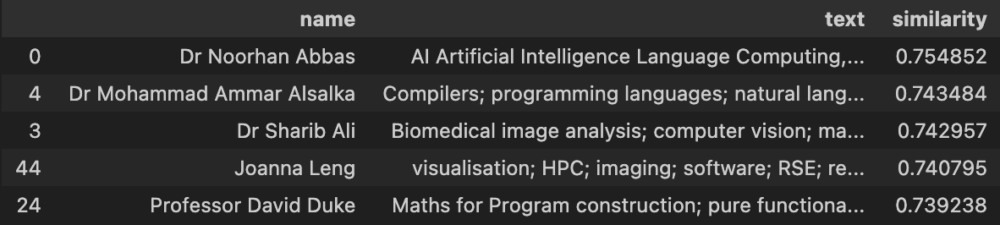 name text similarity
0 Dr Noorhan Abbas AI Artificial Intelligence Language Computing,... 0.754852
4 Dr Mohammad Ammar Alsalka Compilers; programming languages; natural lang... 0.743484
3 Dr Sharib Ali Biomedical image analysis; computer vision; ma... 0.742957
44 Joanna Leng visualisation; HPC; imaging; software; RSE; re... 0.740795
24 Professor David Duke Maths for Program construction; pure functiona... 0.739238